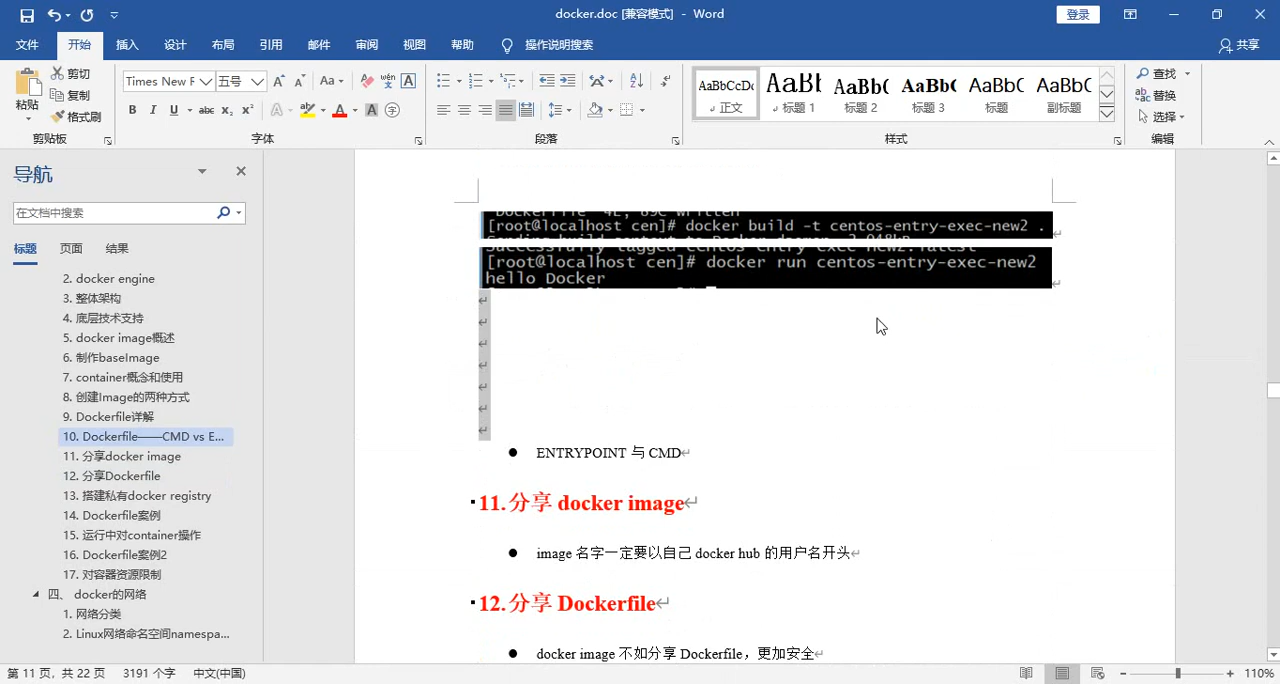 docker.doc [兼容模式] - Word
登录
文件 开始 插入 设计 布局 引用 邮件 审阅 视图 帮助 操作说明搜索 共享
粘贴 剪切 复制 格式刷
Times New F 五号
查找 替换 选择
AaBbCcDc AaBl AaBbC AaBbC AaBbC AaBbCc
正文 标题 1 标题 2 标题 3 标题 副标题
剪贴板 字体 段落 样式 编辑
导航
在文档中搜索
标题 页面 结果
2. docker engine
3. 整体架构
4. 底层技术支持
5. docker image概述
6. 制作baseImage
7. container概念和使用
8. 创建Image的两种方式
9. Dockerfile详解
10. Dockerfile——CMD vs E...
11. 分享docker image
12. 分享Dockerfile
13. 搭建私有docker registry
14. Dockerfile案例
15. 运行中对container操作
16. Dockerfile案例2
17. 对容器资源限制
四、 docker的网络
1. 网络分类
2. Linux网络命名空间namespa...
[root@localhost cen]# docker build -t centos-entry-exec-new2 .
[root@localhost cen]# docker run centos-entry-exec-new2
hello Docker
● ENTRYPOINT 与 CMD
11.分享 docker image
● image 名字一定要以自己 docker hub 的用户名开头
12.分享 Dockerfile
● docker image 不如分享 Dockerfile，更加安全
第 11 页，共 22 页 3191 个字 中文(中国) 110%